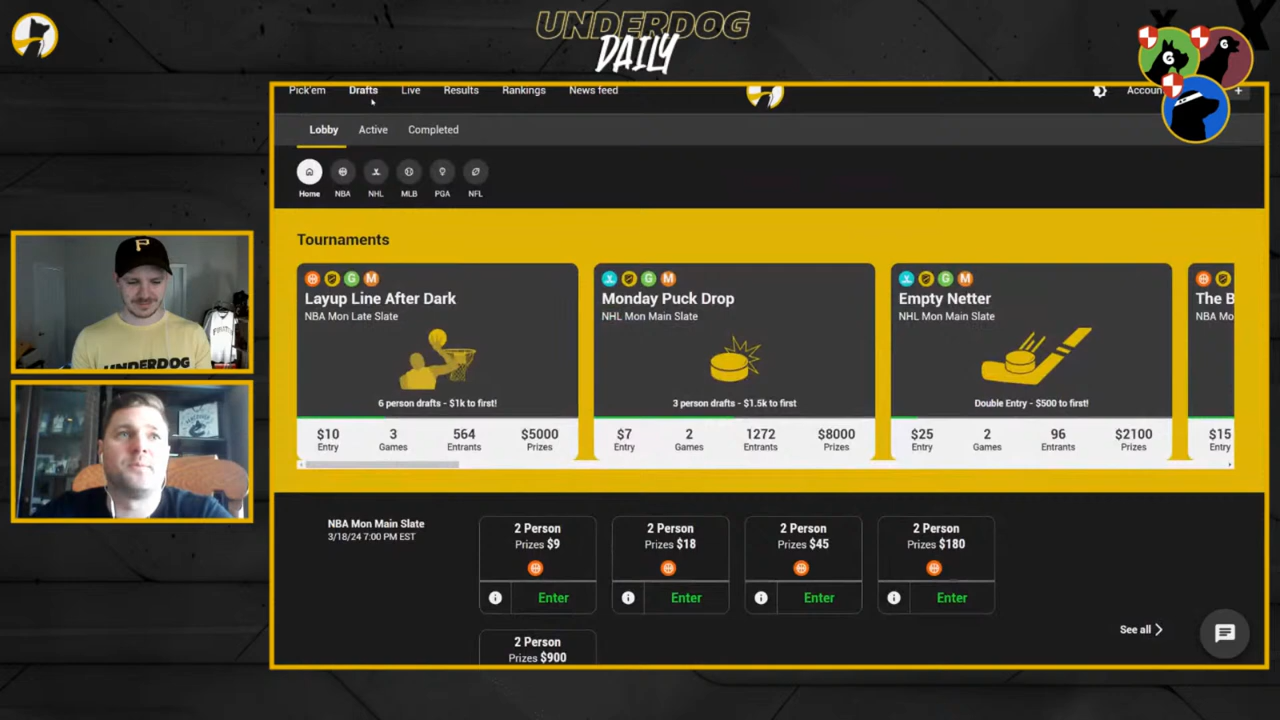 UNDERDOG
DAILY
Pick'em Drafts Live Results Rankings News feed
Lobby Active Completed
Home NBA NHL MLB PGA NFL
Tournaments
G M
Layup Line After Dark
NBA Mon Late Slate
6 person drafts - $1k to first!
$10 3 564 $5000
Entry Games Entrants Prizes
G M
Monday Puck Drop
NHL Mon Main Slate
3 person drafts - $1.5k to first
$7 2 1272 $8000
Entry Games Entrants Prizes
G M
Empty Netter
NHL Mon Main Slate
Double Entry - $500 to first!
$25 2 96 $2100
Entry Games Entrants Prizes
The B
NBA Mo
$15
Entry
NBA Mon Main Slate
3/18/24 7:00 PM EST
2 Person
Prizes $9
Enter
2 Person
Prizes $18
Enter
2 Person
Prizes $45
Enter
2 Person
Prizes $180
Enter
See all
2 Person
Prizes $900
G
G
P
UNDERDOG